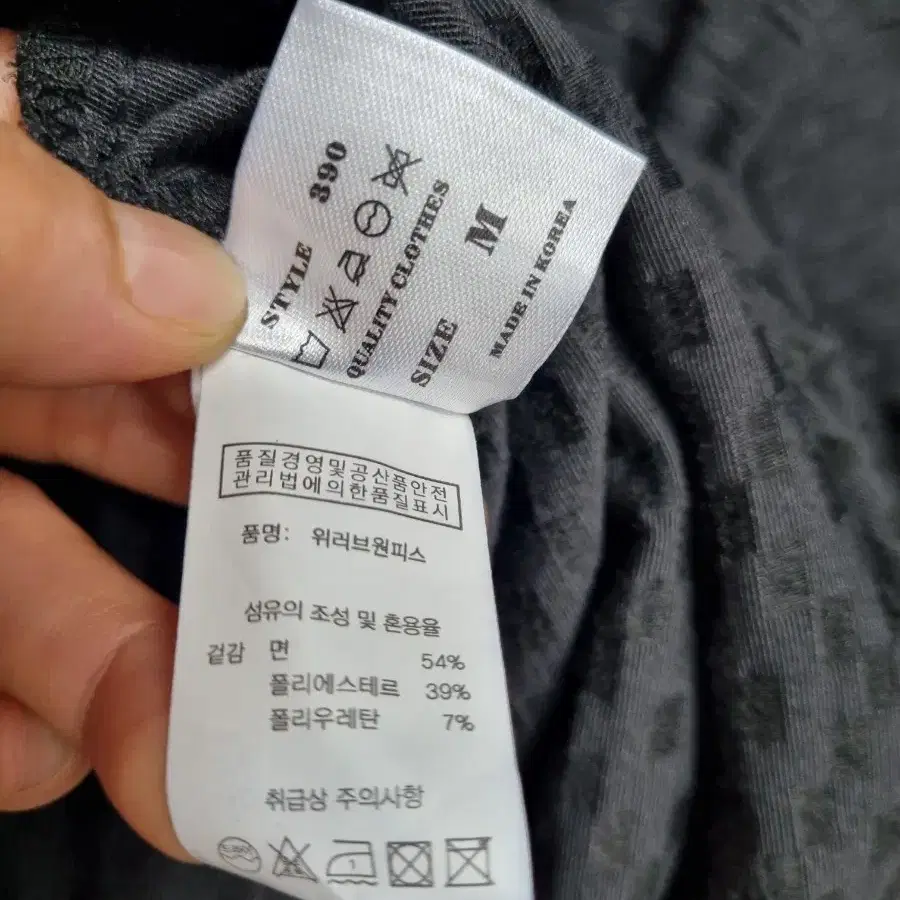 STYLE 390
QUALITY CLOTHES
SIZE M
MADE IN KOREA
품질경영및공산품안전
관리법에의한품질표시
품명: 위러브원피스
섬유의 조성 및 혼용율
겉감 면 54%
폴리에스테르 39%
폴리우레탄 7%
취급상 주의사항
1